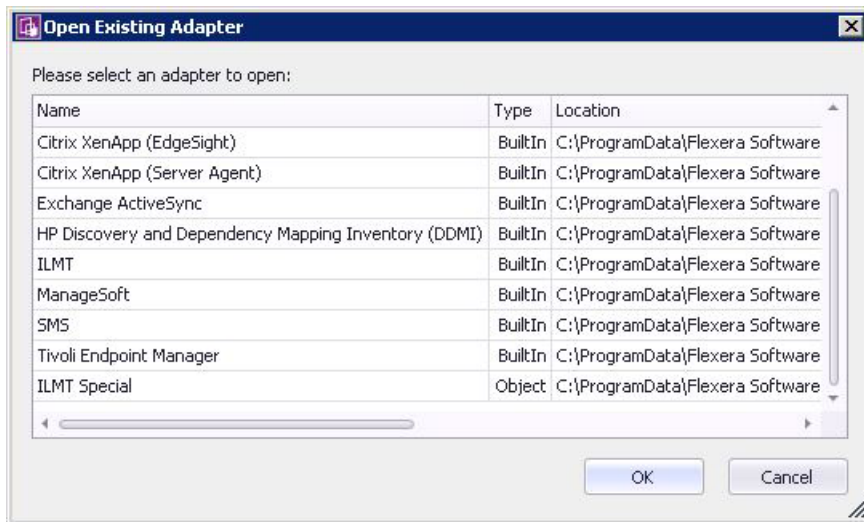 Open Existing Adapter
Please select an adapter to open:
Name Type Location
Citrix XenApp (EdgeSight) BuiltIn C:\ProgramData\Flexera Software
Citrix XenApp (Server Agent) BuiltIn C:\ProgramData\Flexera Software
Exchange ActiveSync BuiltIn C:\ProgramData\Flexera Software
HP Discovery and Dependency Mapping Inventory (DDMI) BuiltIn C:\ProgramData\Flexera Software
ILMT BuiltIn C:\ProgramData\Flexera Software
ManageSoft BuiltIn C:\ProgramData\Flexera Software
SMS BuiltIn C:\ProgramData\Flexera Software
Tivoli Endpoint Manager BuiltIn C:\ProgramData\Flexera Software
ILMT Special Object C:\ProgramData\Flexera Software
OK Cancel